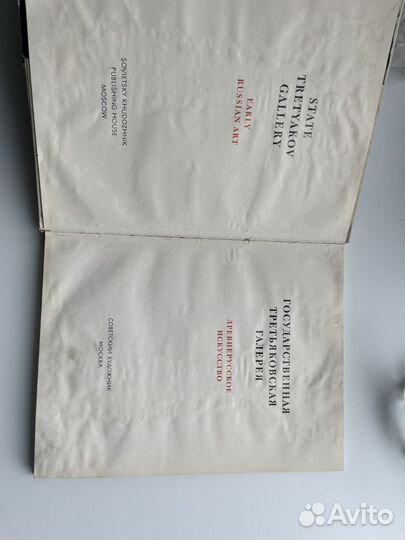 STATE
TRETYAKOV
GALLERY
EARLY
RUSSIAN ART
SOVIETSKY KHUDOZHNIK
PUBLISHING HOUSE
MOSCOW
ГОСУДАРСТВЕННАЯ
ТРЕТЬЯКОВСКАЯ
ГАЛЕРЕЯ
ДРЕВНЕРУССКОЕ
ИСКУССТВО
СОВЕТСКИЙ ХУДОЖНИК
МОСКВА
Avito